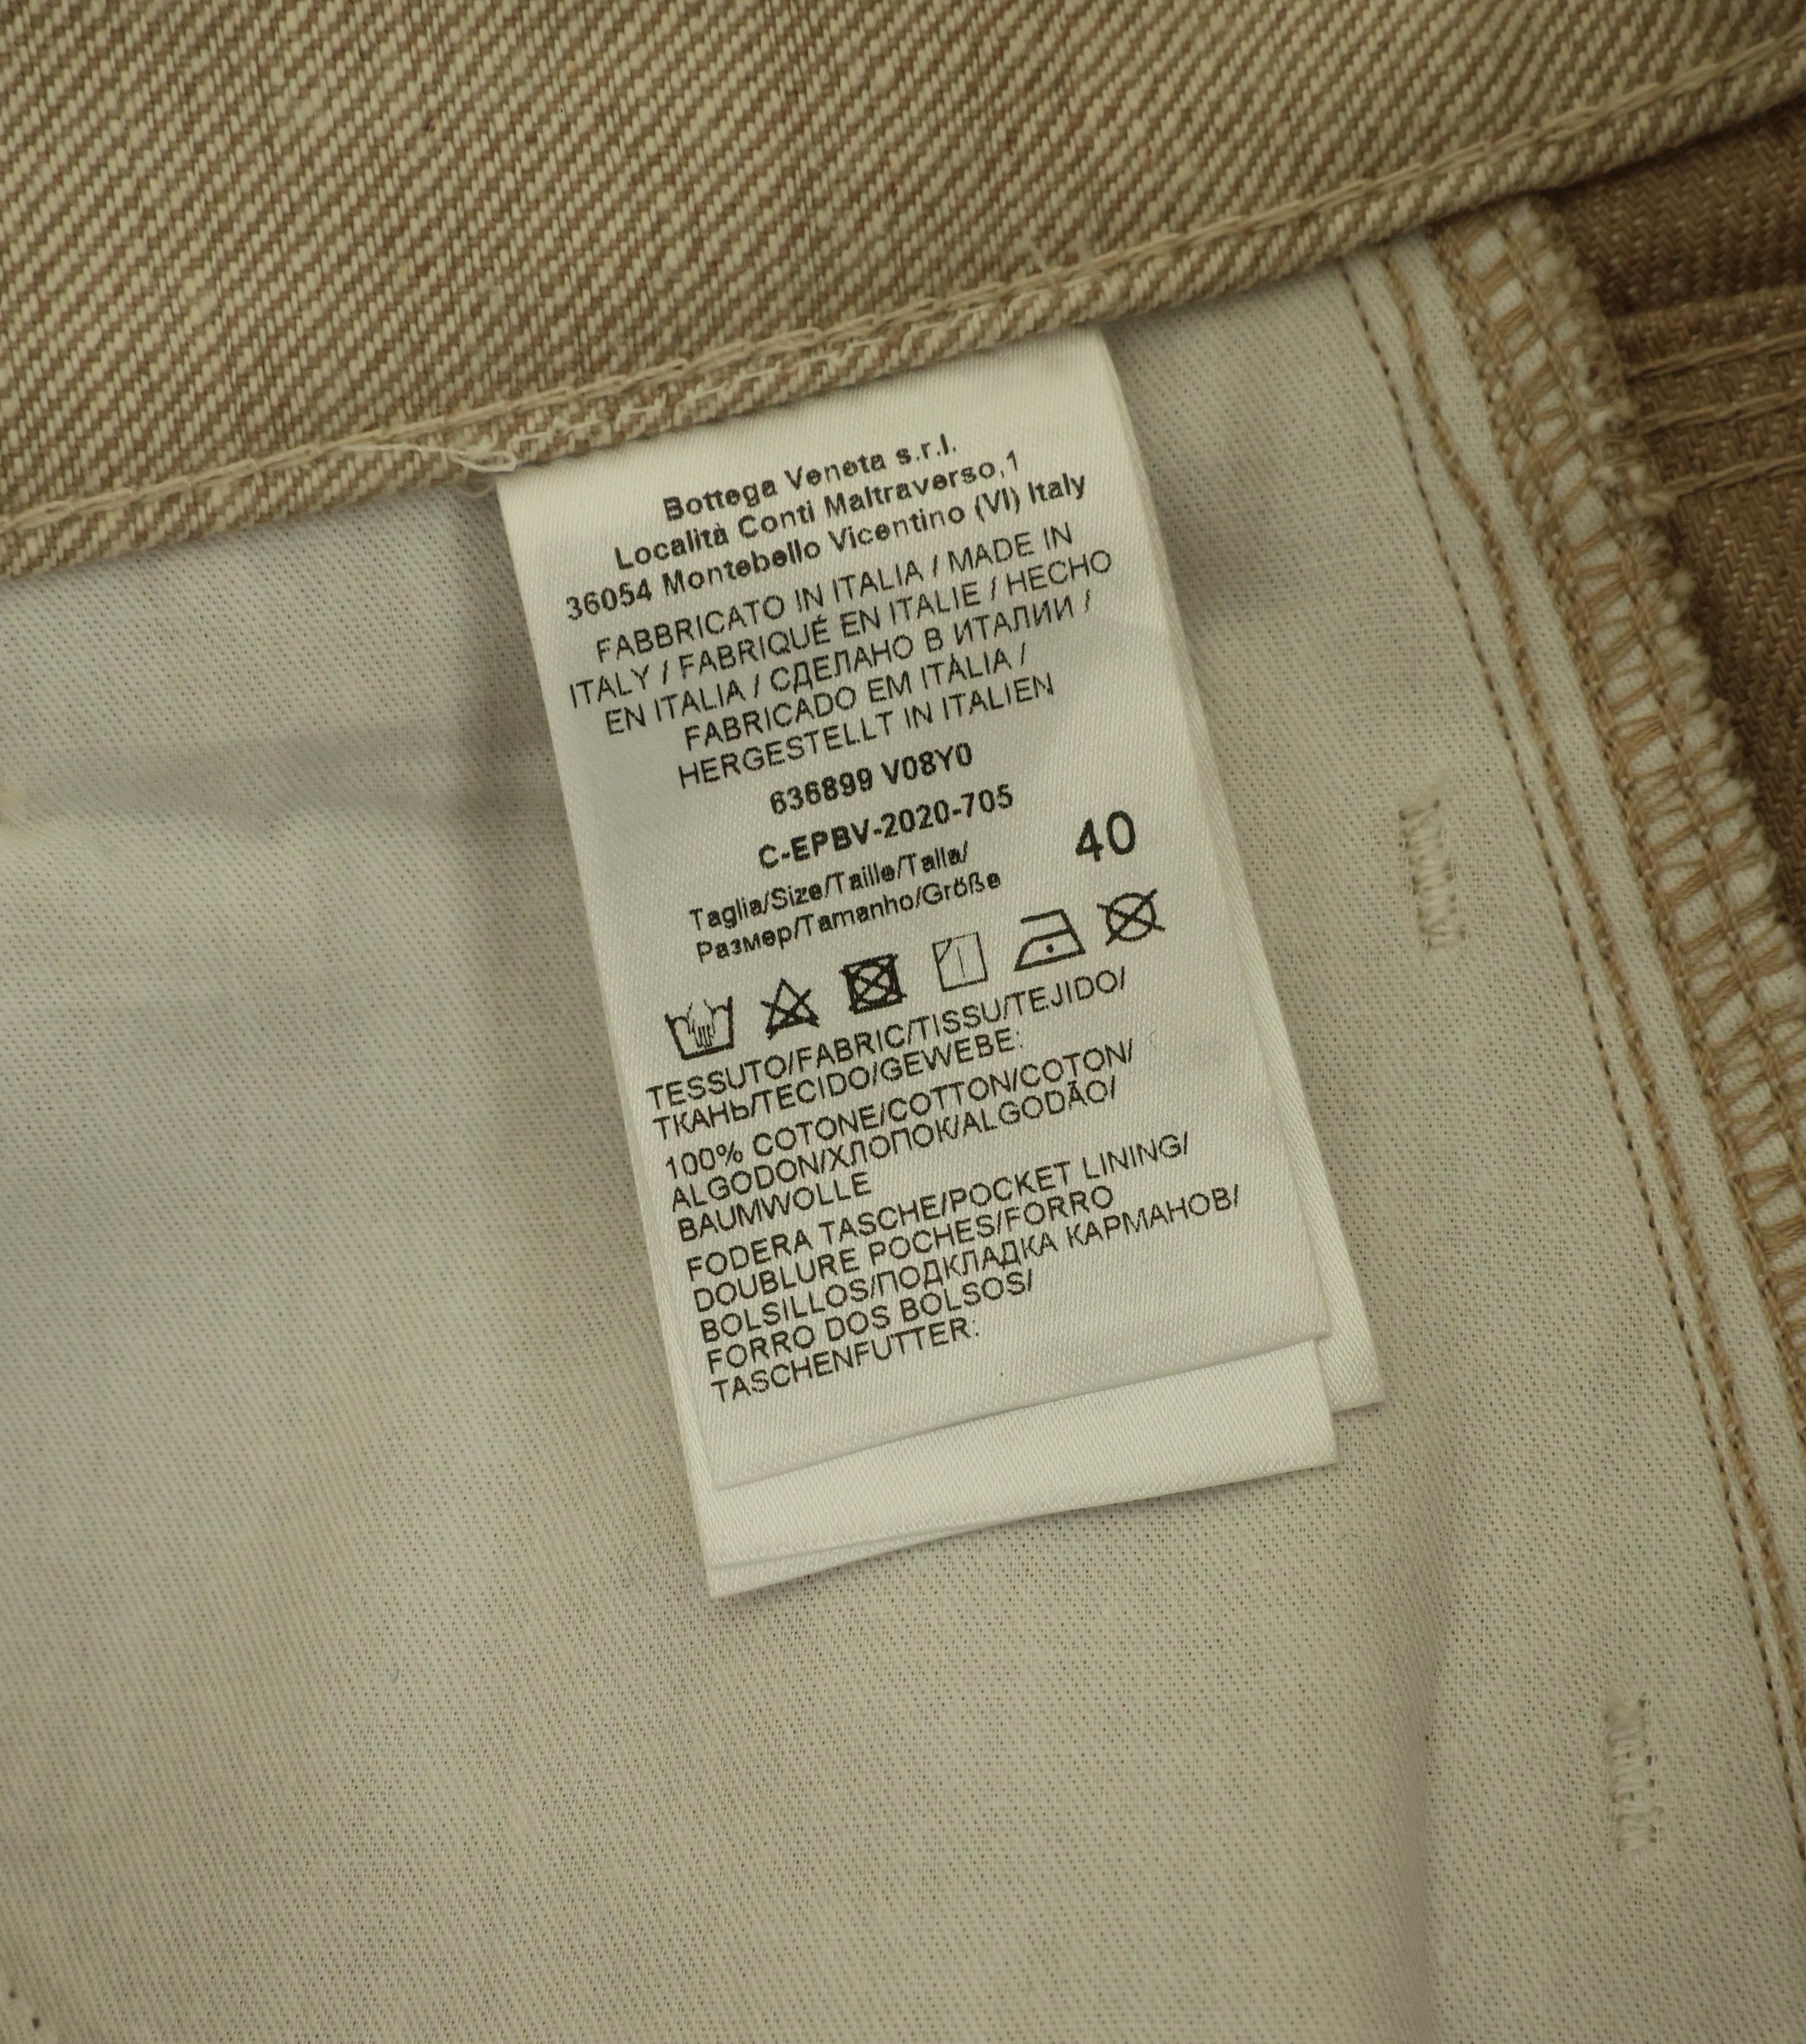 Bottega Veneta s.r.l.
Località Conti Maltraverso,1
36054 Montebello Vicentino (VI) Italy
FABBRICATO IN ITALIA / MADE IN
ITALY / FABRIQUÉ EN ITALIE / HECHO
EN ITALIA / СДЕЛАНО В ИТАЛИИ /
FABRICADO EM ITÀLIA /
HERGESTELLT IN ITALIEN
636899 V08Y0
C-EPBV-2020-705
Taglia/Size/Taille/Talla/
Размер/Tamanho/Größe
40
TESSUTO/FABRIC/TISSU/TEJIDO/
ТКАНЬ/TECIDO/GEWEBE:
100% COTONE/COTTON/COTON/
ALGODON/ХЛОПОК/ALGODÃO/
BAUMWOLLE
FODERA TASCHE/POCKET LINING/
DOUBLURE POCHES/FORRO
BOLSILLOS/ПОДКЛАДКА КАРМАНОВ/
FORRO DOS BOLSOS/
TASCHENFUTTER: